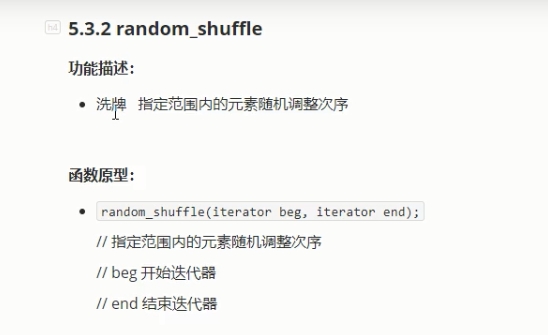 h4 5.3.2 random_shuffle
功能描述：
• 洗牌 指定范围内的元素随机调整次序
函数原型：
• random_shuffle(iterator beg, iterator end);
// 指定范围内的元素随机调整次序
// beg 开始迭代器
// end 结束迭代器